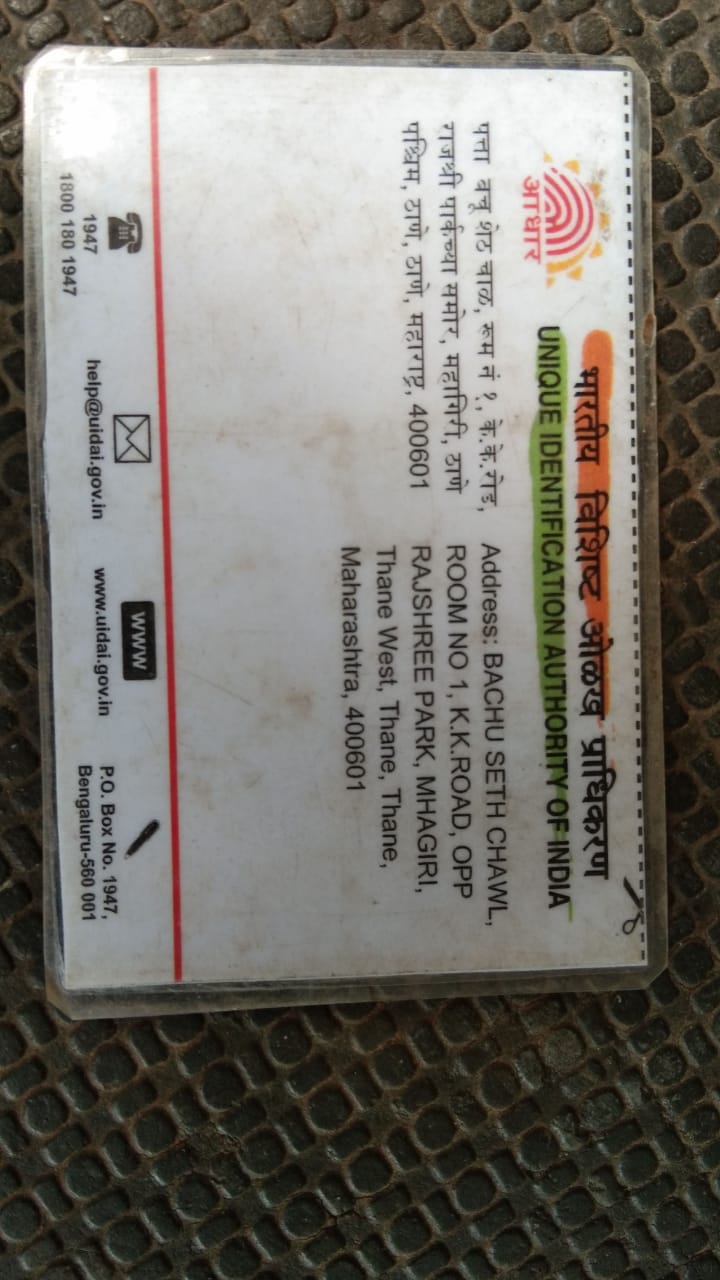 आधार
भारतीय विशिष्ट ओळख प्राधिकरण
UNIQUE IDENTIFICATION AUTHORITY OF INDIA
पत्ता बचु शेठ चाळ, रूम नं १, के.के.रोड,
राजश्री पार्कच्या समोर, महागिरी, ठाणे
पश्चिम, ठाणे, ठाणे, महाराष्ट्र, 400601
Address: BACHU SETH CHAWL,
ROOM NO 1, K.K.ROAD, OPP
RAJSHREE PARK, MHAGIRI,
Thane West, Thane, Thane,
Maharashtra, 400601
1947
1800 180 1947
help@uidai.gov.in
www
www.uidai.gov.in
P.O. Box No. 1947,
Bengaluru-560 001